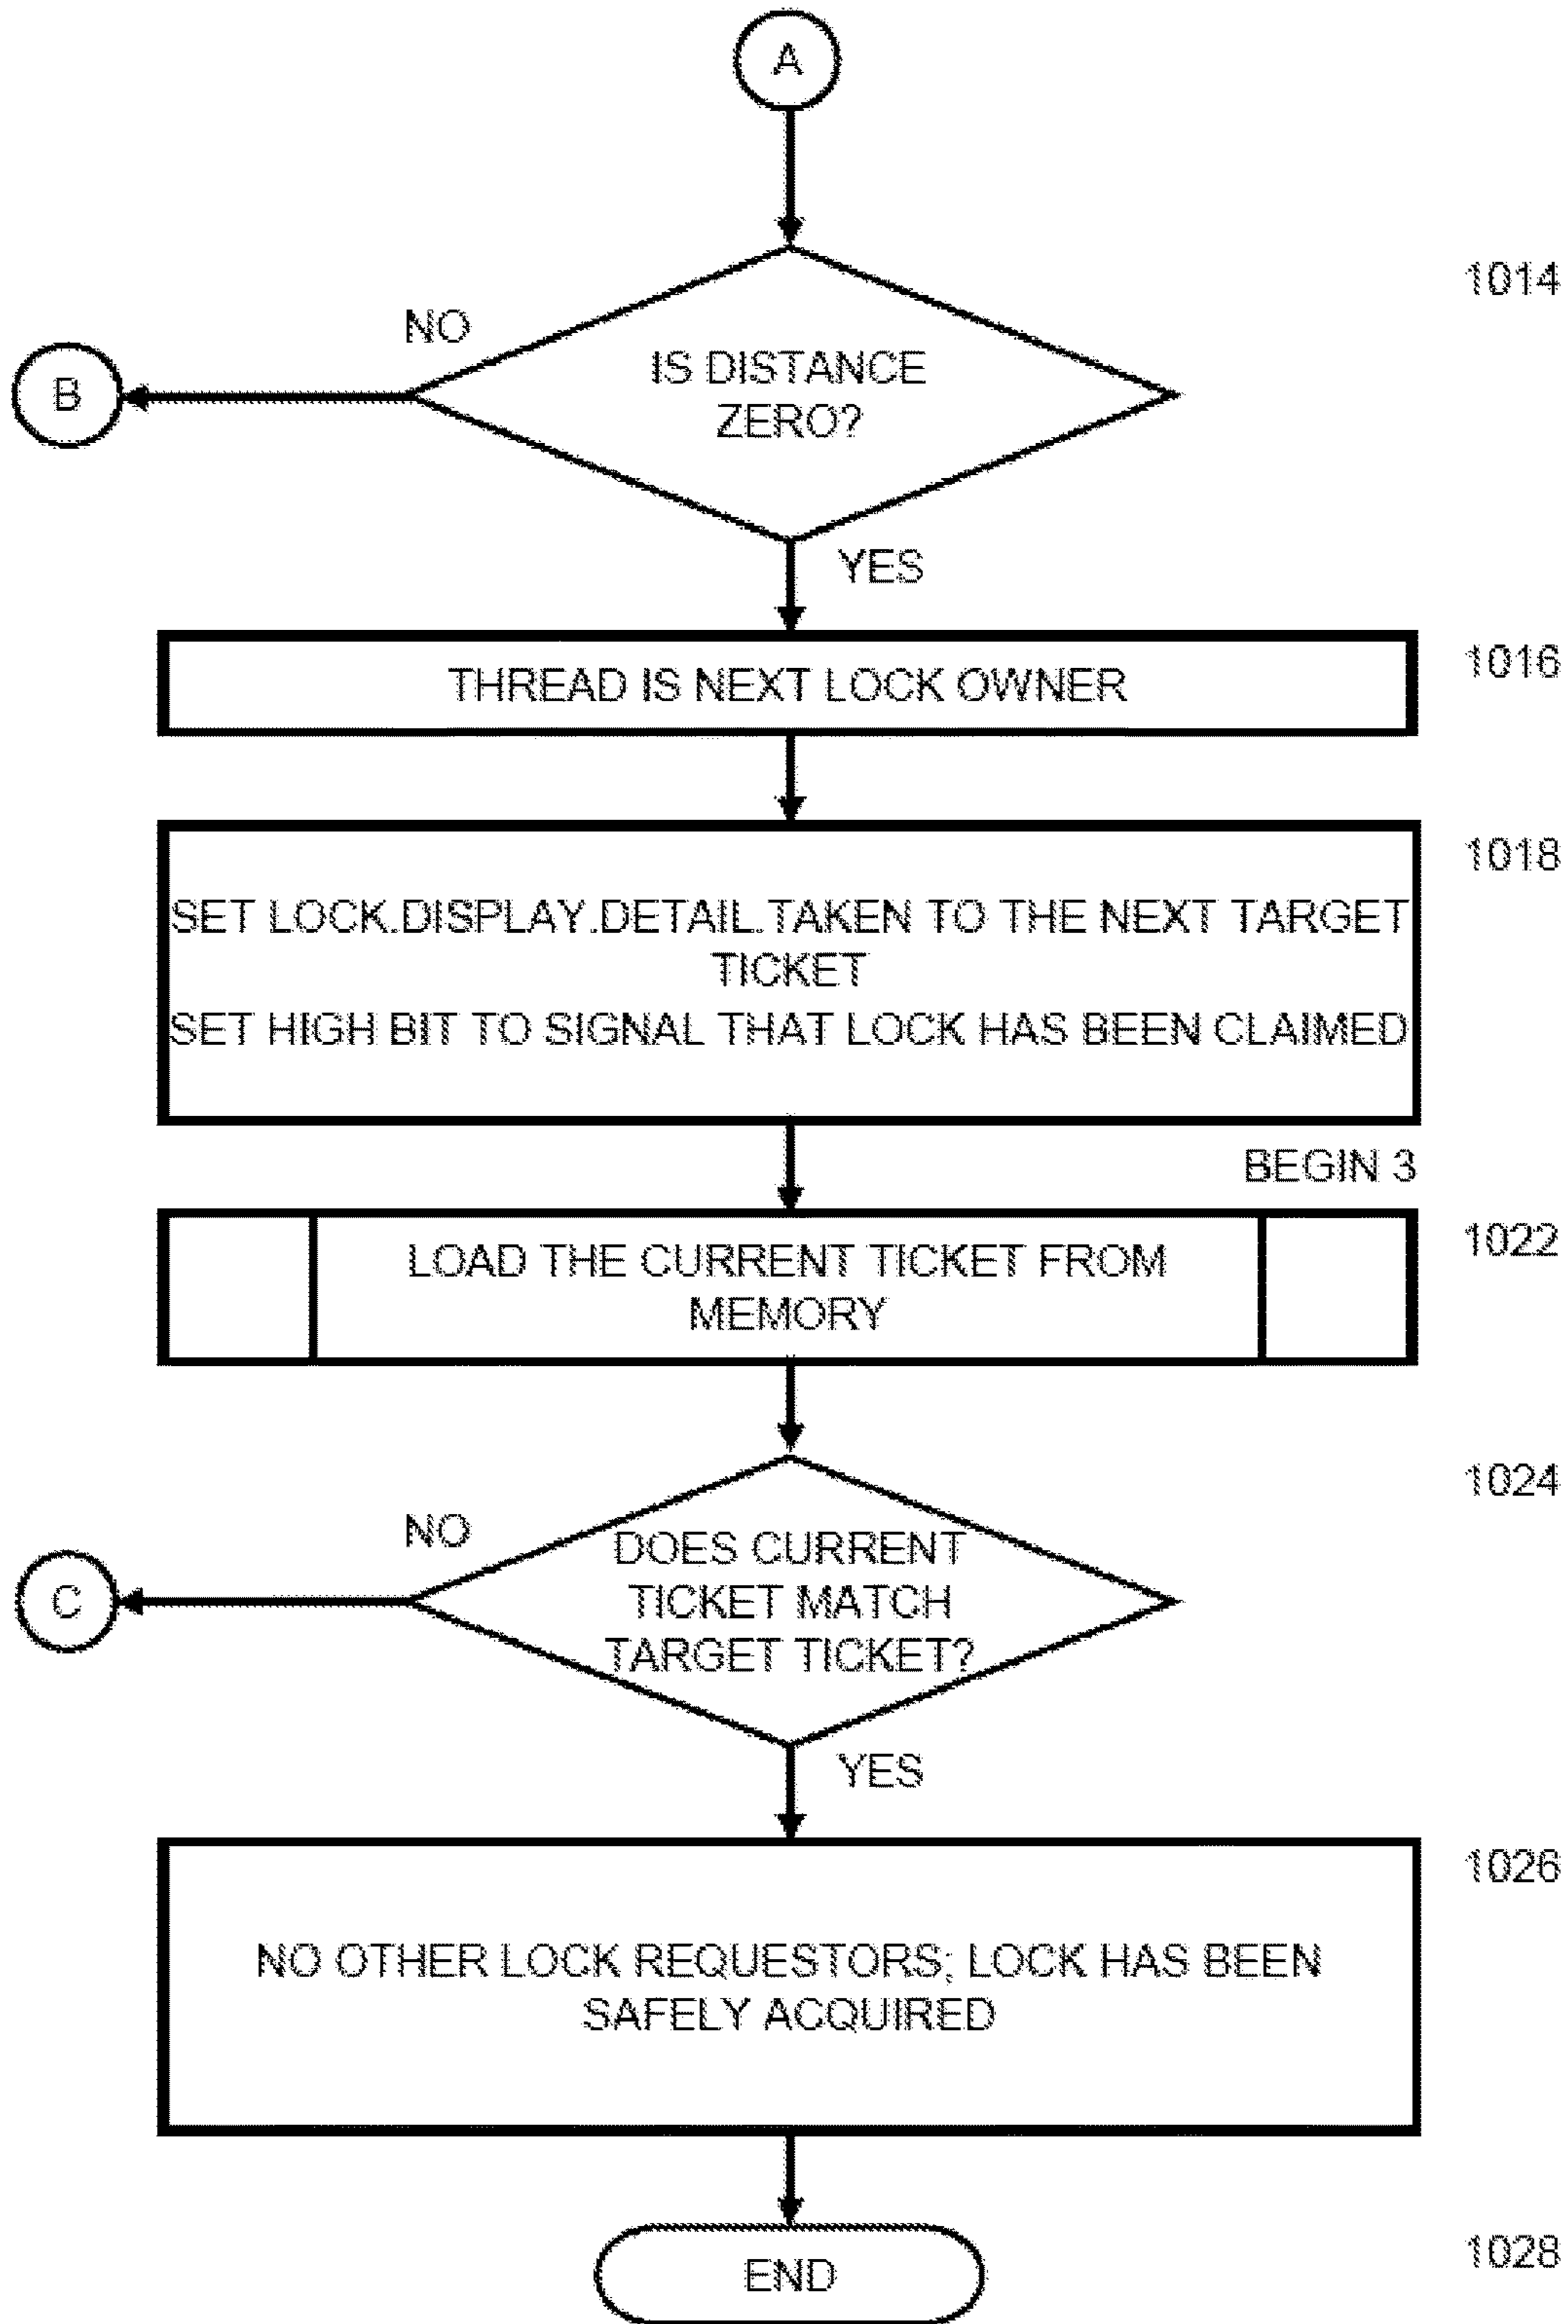 A
1014
NO
IS DISTANCE
ZERO?
B
YES
THREAD IS NEXT LOCK OWNER
1016
1018
SET LOCK.DISPLAY.DETAIL.TAKEN TO THE NEXT TARGET
TICKET
SET HIGH BIT TO SIGNAL THAT LOCK HAS BEEN CLAIMED
BEGIN 3
1022
LOAD THE CURRENT TICKET FROM
MEMORY
1024
NO
DOES CURRENT
TICKET MATCH
TARGET TICKET?
C
YES
1026
NO OTHER LOCK REQUESTORS; LOCK HAS BEEN
SAFELY ACQUIRED
1028
END